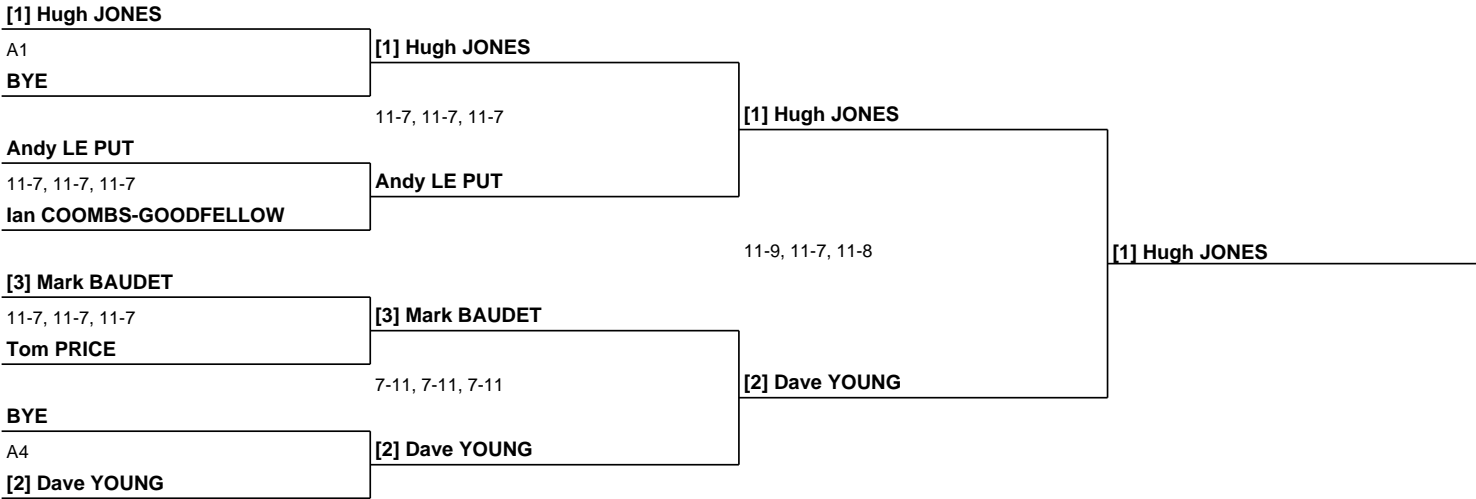 [1] Hugh JONES
A1
BYE
Andy LE PUT
11-7, 11-7, 11-7
Ian COOMBS-GOODFELLOW
[3] Mark BAUDET
11-7, 11-7, 11-7
Tom PRICE
BYE
A4
[2] Dave YOUNG
[1] Hugh JONES
11-7, 11-7, 11-7
Andy LE PUT
[3] Mark BAUDET
7-11, 7-11, 7-11
[2] Dave YOUNG
[1] Hugh JONES
11-9, 11-7, 11-8
[2] Dave YOUNG
[1] Hugh JONES